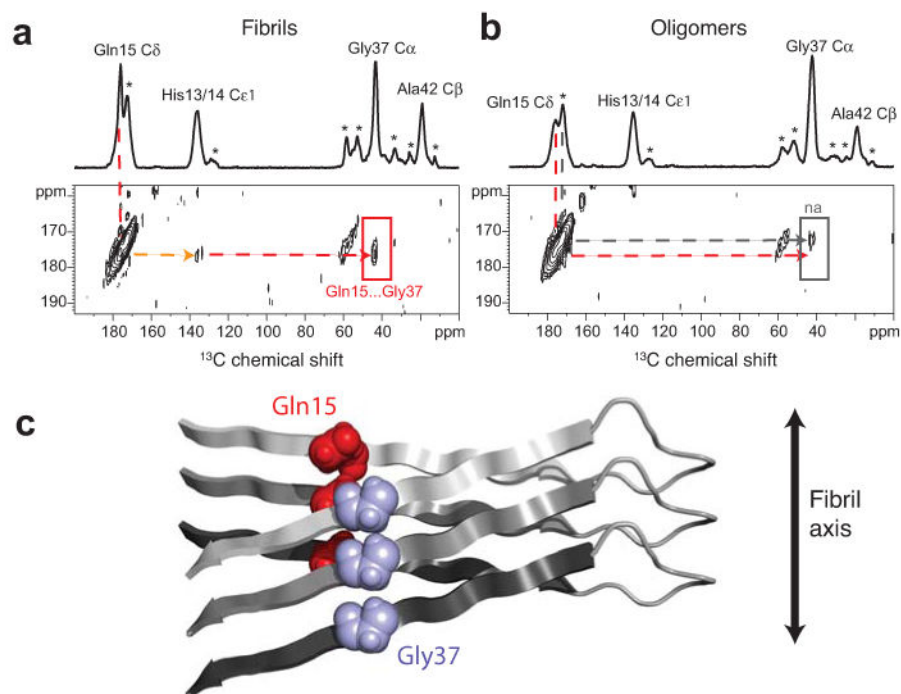 a
Fibrils
Gln15 Cδ
*
His13/14 Cε1
*
* *
Gly37 Cα
*
Ala42 Cβ
* *
ppm
170
180
190
Gln15...Gly37
180 160 140 120 100 80 60 40 ppm
¹³C chemical shift
b
Oligomers
Gln15 Cδ
*
His13/14 Cε1
*
* *
Gly37 Cα
* *
Ala42 Cβ
*
ppm
170
180
190
na
180 160 140 120 100 80 60 40 ppm
¹³C chemical shift
c
Gln15
Gly37
Fibril
axis